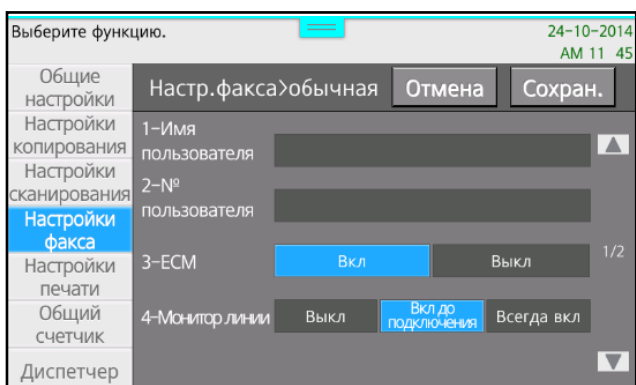 Выберите функцию.
24-10-2014
AM 11 45
Общие
настройки
Настр.факса>обычная
Отмена
Сохран.
Настройки
копирования
1-Имя
пользователя
Настройки
сканирования
2-№
пользователя
Настройки
факса
3-ECM
Вкл
Выкл
1/2
Настройки
печати
Общий
счетчик
4-Монитор линии
Выкл
Вкл до
подключения
Всегда вкл
Диспетчер